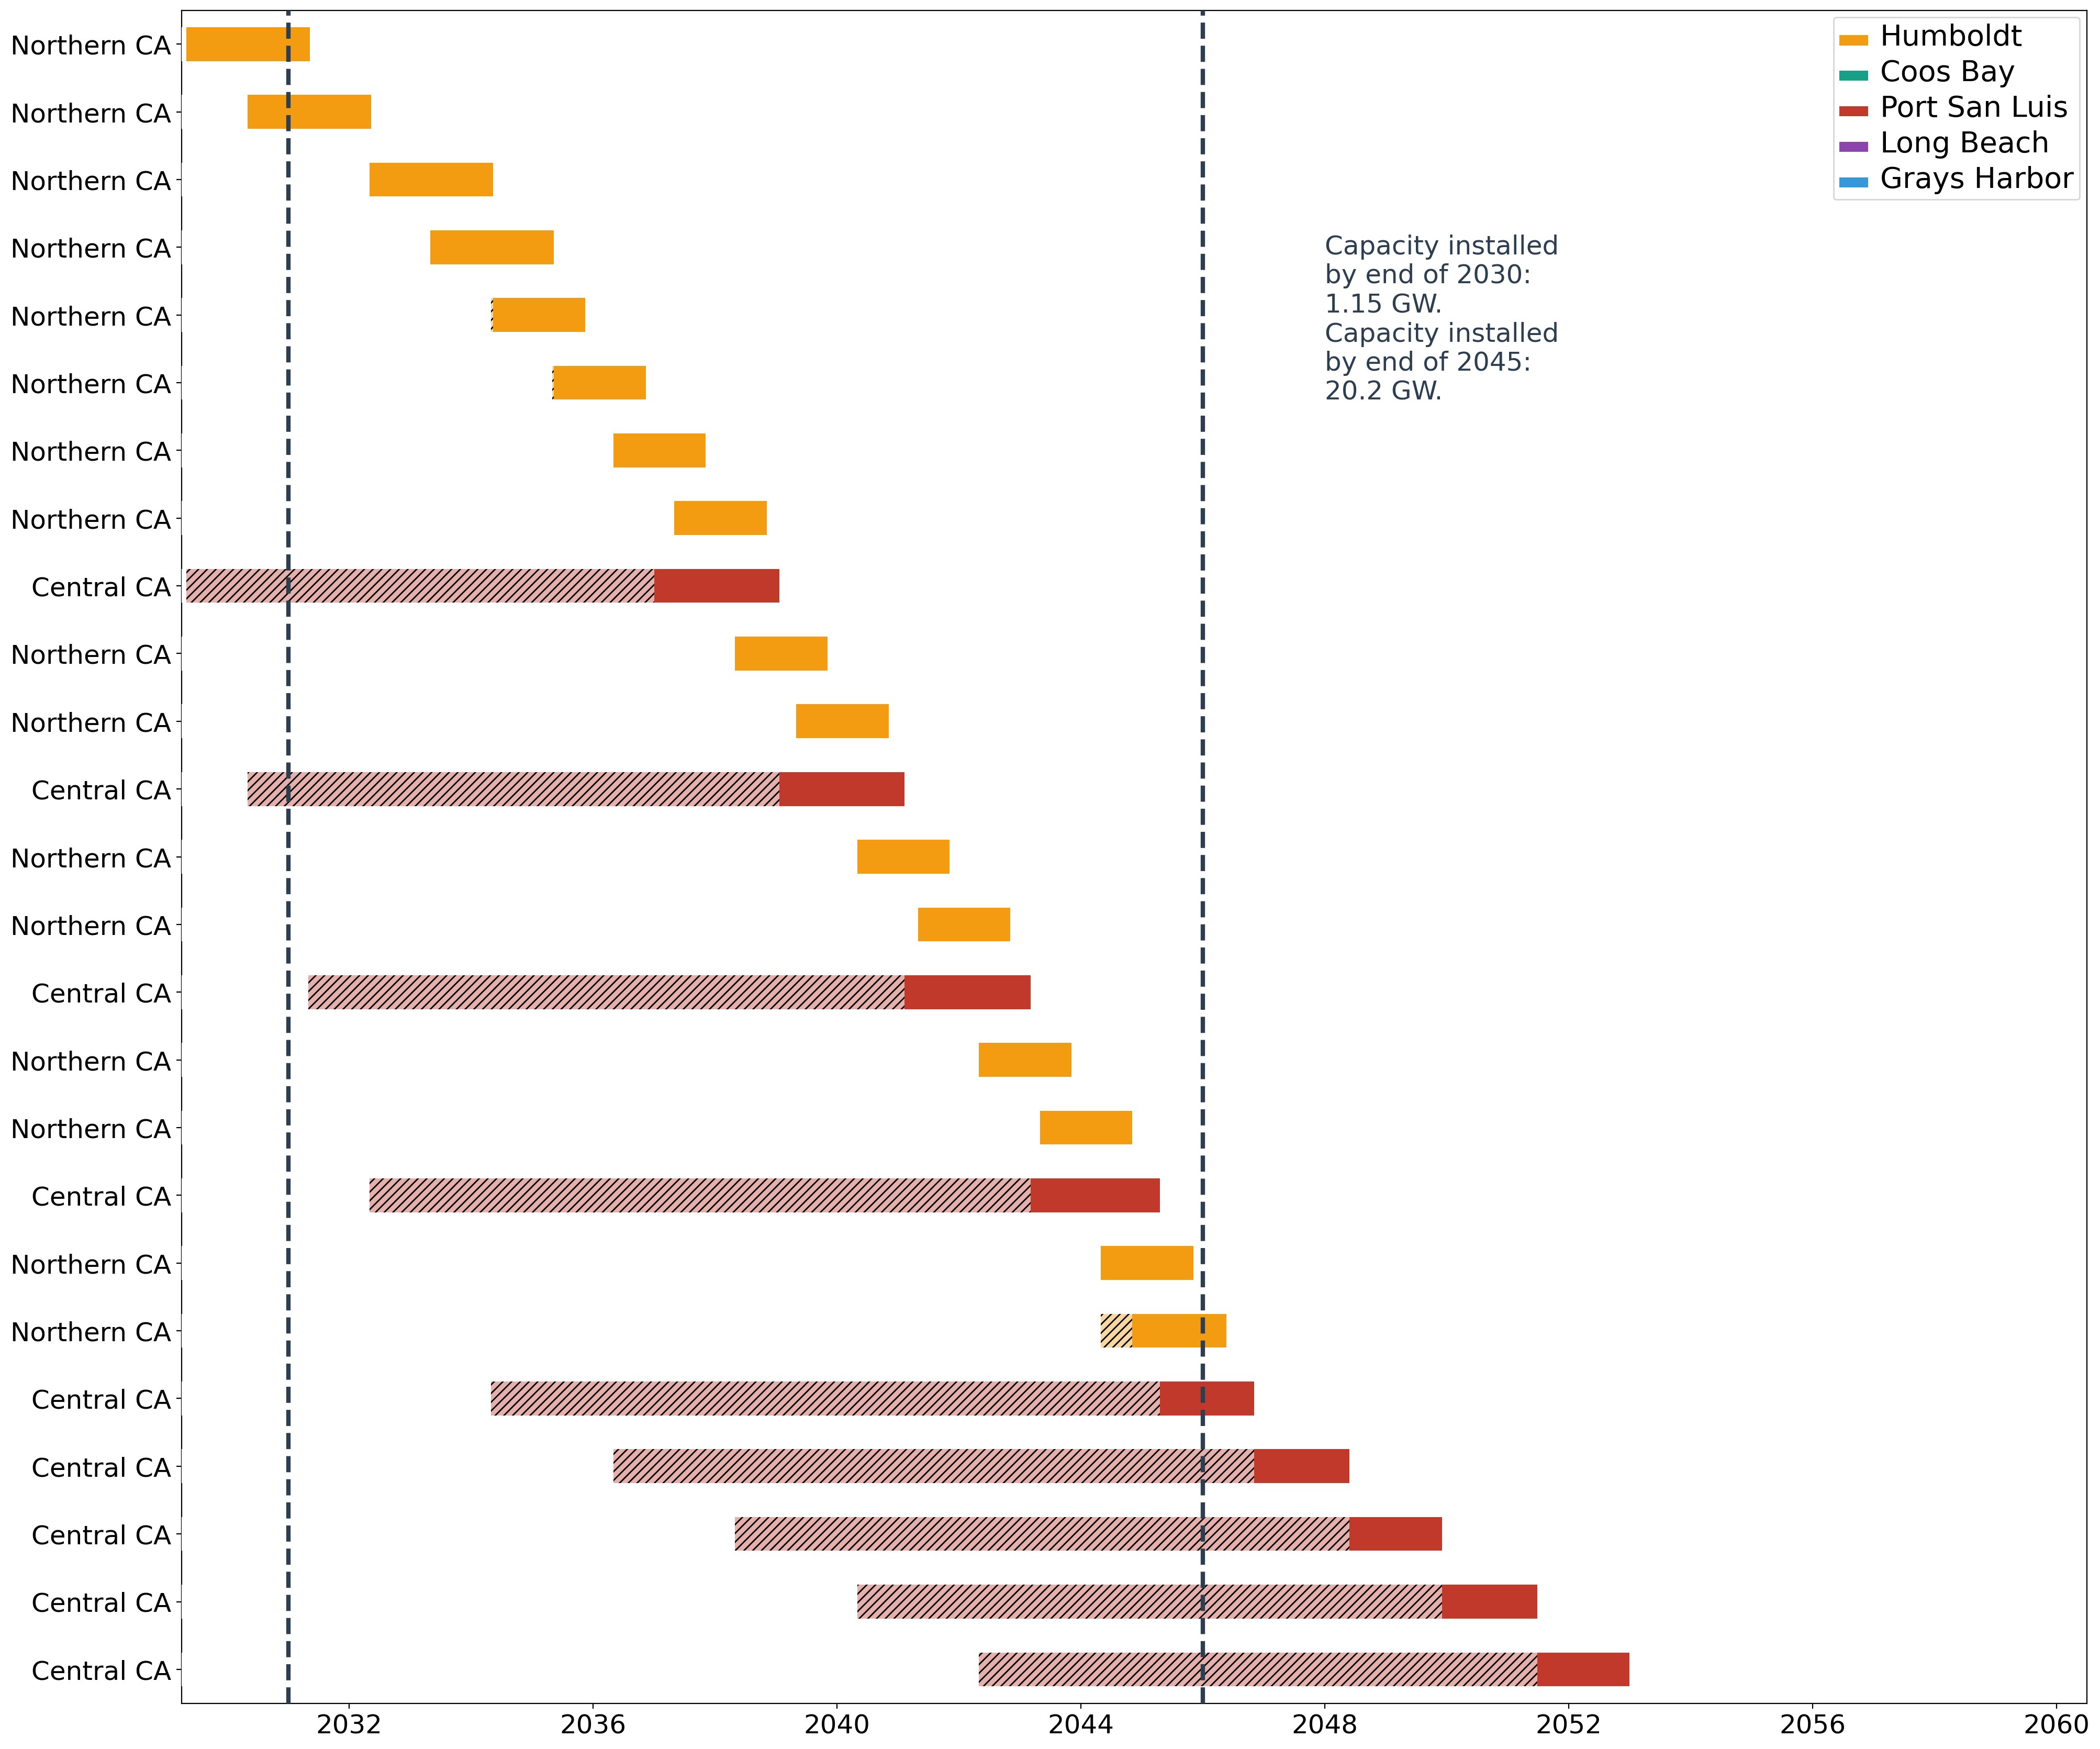 Northern CA
Northern CA
Northern CA
Northern CA
Northern CA
Northern CA
Northern CA
Northern CA
Central CA
Northern CA
Northern CA
Central CA
Northern CA
Northern CA
Central CA
Northern CA
Northern CA
Central CA
Northern CA
Northern CA
Central CA
Central CA
Central CA
Central CA
Central CA
Humboldt
Coos Bay
Port San Luis
Long Beach
Grays Harbor
Capacity installed
by end of 2030:
1.15 GW.
Capacity installed
by end of 2045:
20.2 GW.
2032 2036 2040 2044 2048 2052 2056 2060